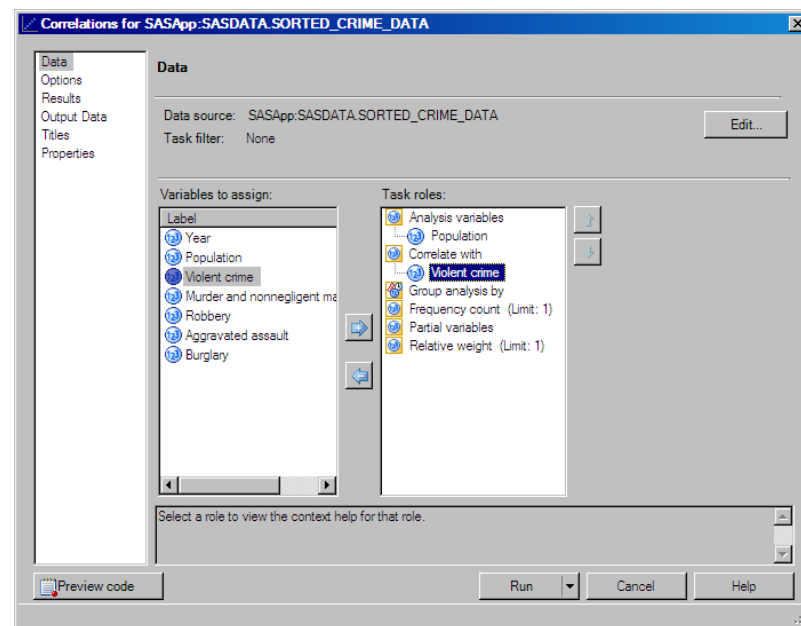 Correlations for SASApp:SASDATA.SORTED_CRIME_DATA
Data
Options
Results
Output Data
Titles
Properties
Data
Data source: SASApp:SASDATA.SORTED_CRIME_DATA
Task filter: None
Edit...
Variables to assign:
Label
Year
Population
Violent crime
Murder and nonnegligent ma
Robbery
Aggravated assault
Burglary
Task roles:
Analysis variables
Population
Correlate with
Violent crime
Group analysis by
Frequency count (Limit: 1)
Partial variables
Relative weight (Limit: 1)
Select a role to view the context help for that role.
Preview code
Run
Cancel
Help